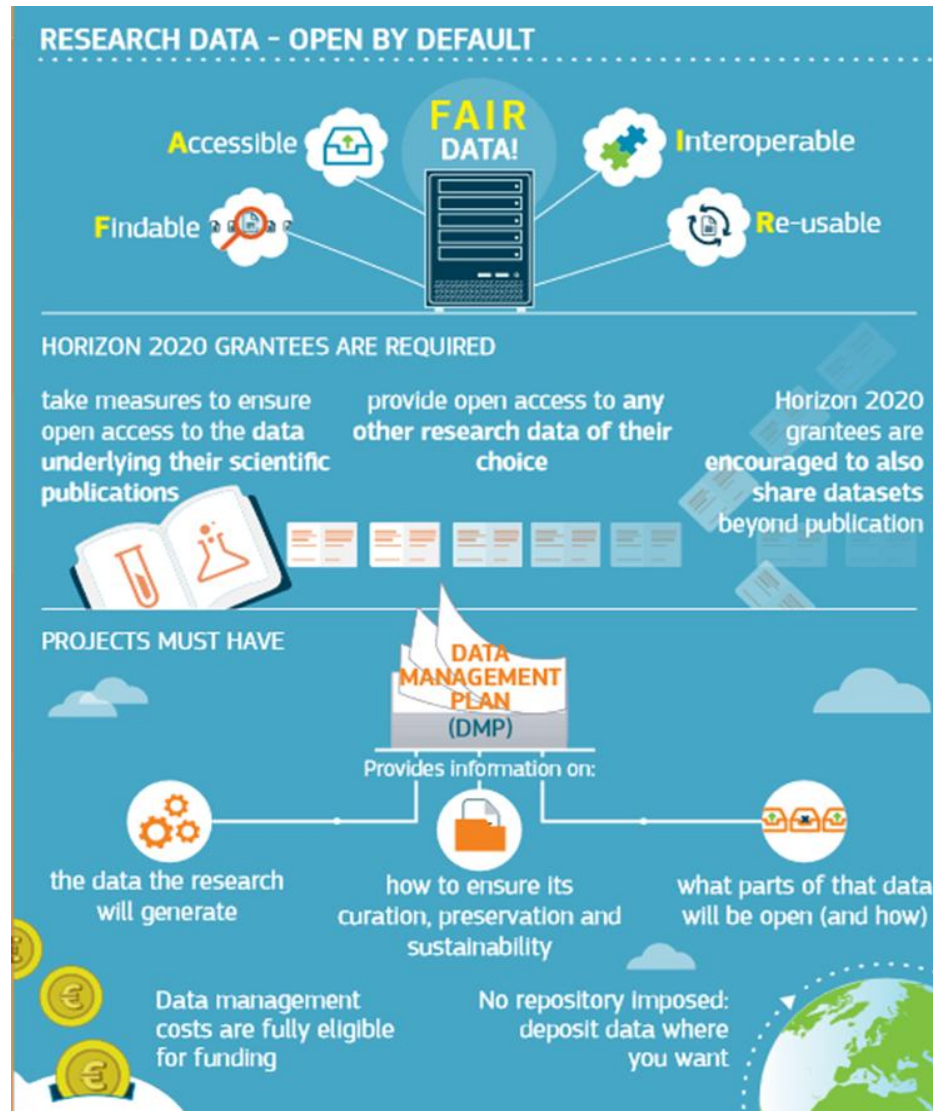 RESEARCH DATA - OPEN BY DEFAULT
FAIR
DATA!
Accessible
Interoperable
Findable
Re-usable
HORIZON 2020 GRANTEES ARE REQUIRED
take measures to ensure
open access to the data
underlying their scientific
publications
provide open access to any
other research data of their
choice
Horizon 2020
grantees are
encouraged to also
share datasets
beyond publication
PROJECTS MUST HAVE
DATA
MANAGEMENT
PLAN
(DMP)
Provides information on:
the data the research
will generate
how to ensure its
curation, preservation and
sustainability
what parts of that data
will be open (and how)
Data management
costs are fully eligible
for funding
No repository imposed:
deposit data where
you want